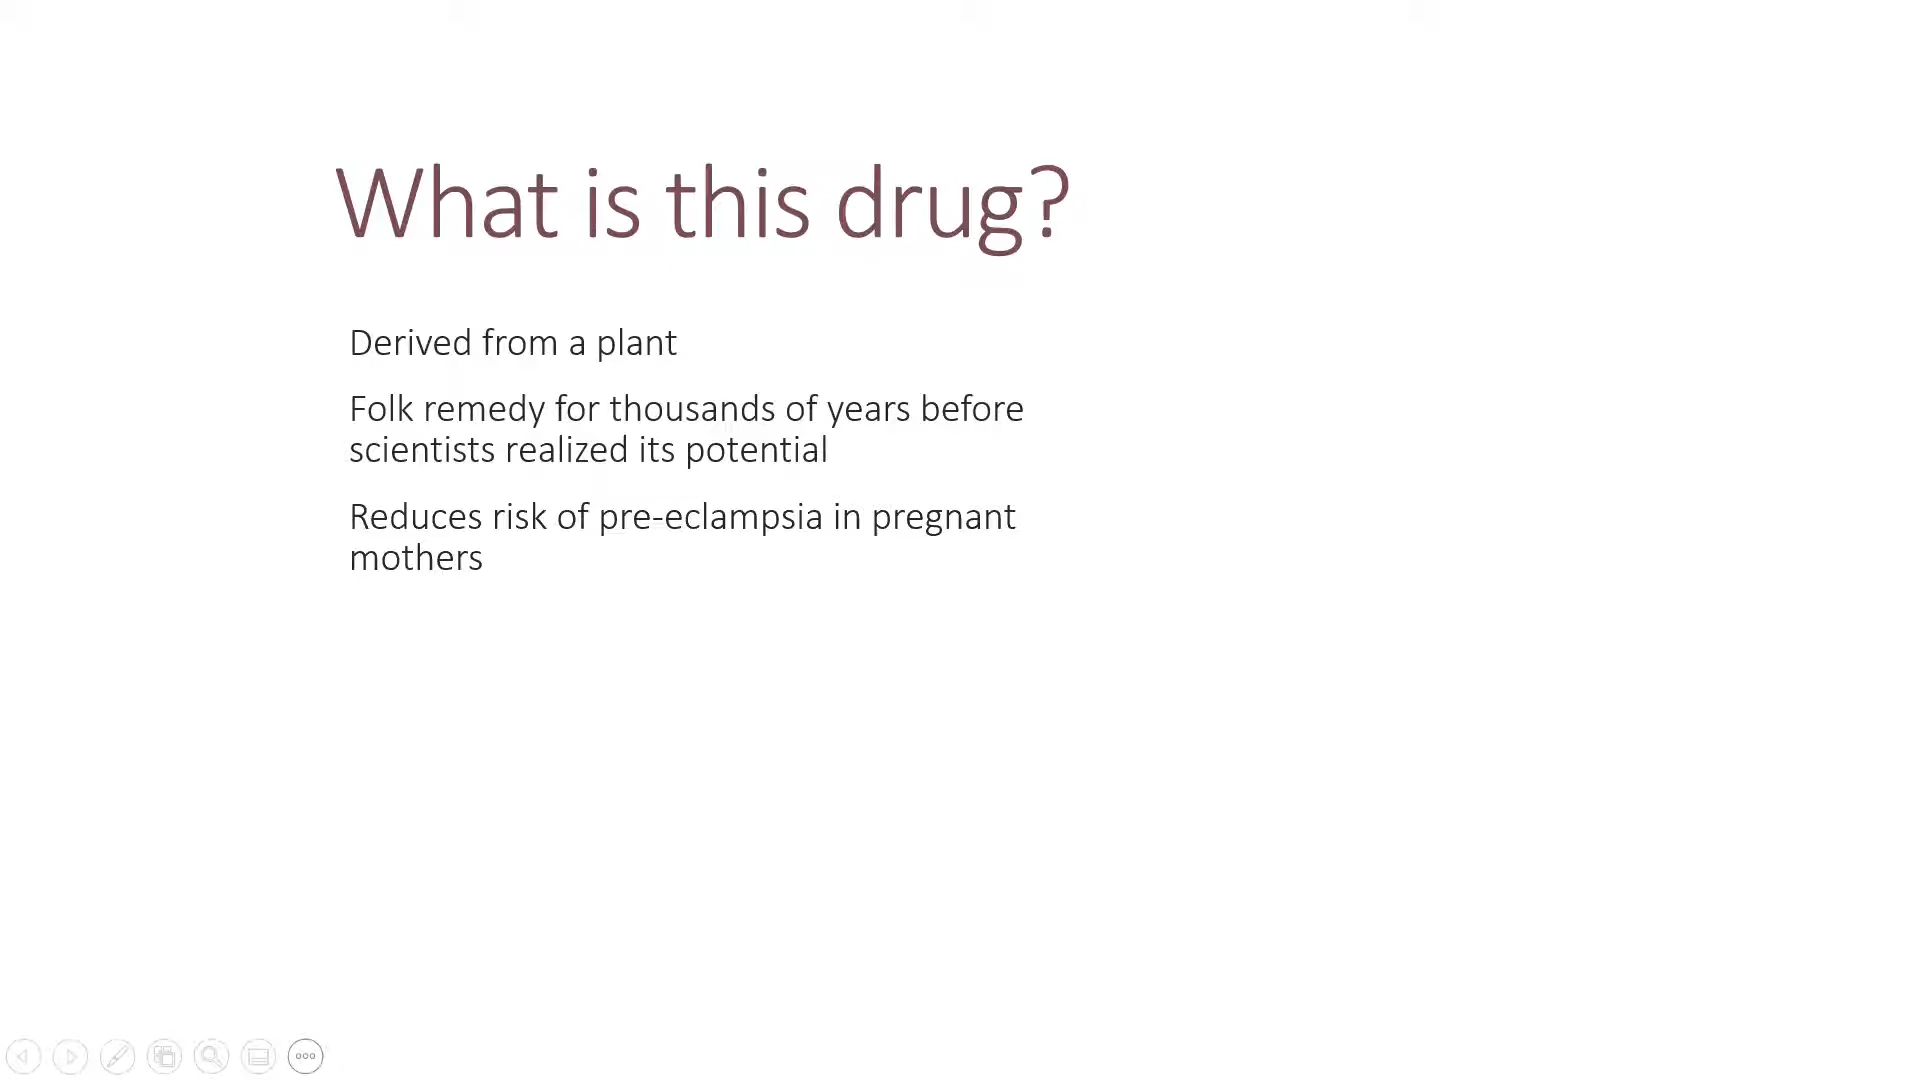 What is this drug?
Derived from a plant
Folk remedy for thousands of years before
scientists realized its potential
Reduces risk of pre-eclampsia in pregnant
mothers